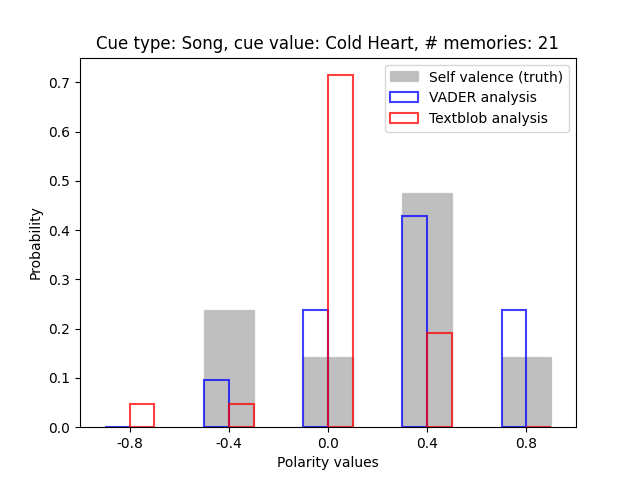 Cue type: Song, cue value: Cold Heart, # memories: 21
Self valence (truth)
VADER analysis
Textblob analysis
Probability
0.7
0.6
0.5
0.4
0.3
0.2
0.1
0.0
-0.8 -0.4 0.0 0.4 0.8
Polarity values